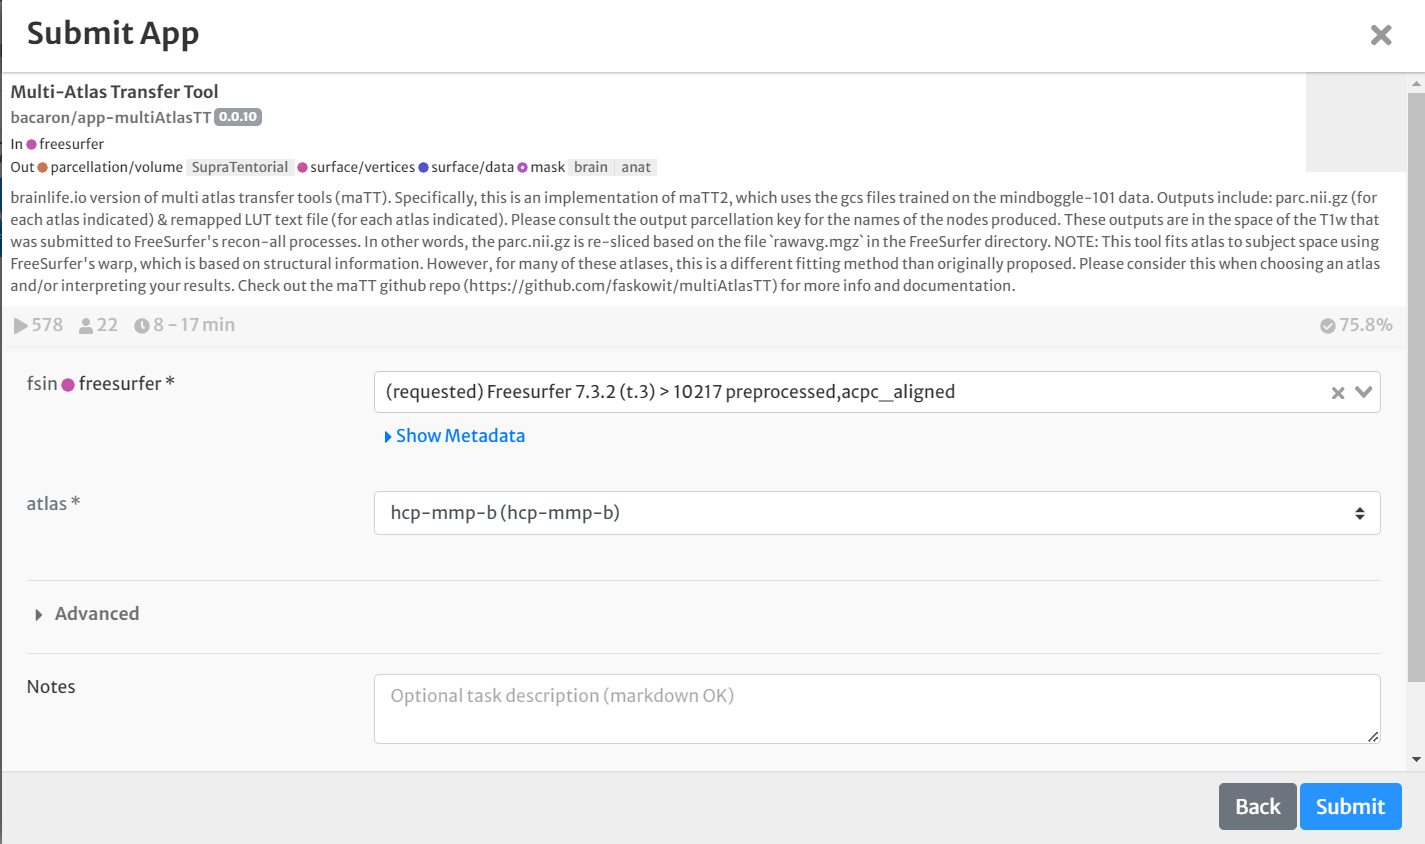 Submit App
Multi-Atlas Transfer Tool
bacaron/app-multiAtlasTT 0.0.10
In freesurfer
Out parcellation/volume SupraTentorial surface/vertices surface/data mask brain anat
brainlife.io version of multi atlas transfer tools (maTT). Specifically, this is an implementation of maTT2, which uses the gcs files trained on the mindboggle-101 data. Outputs include: parc.nii.gz (for
each atlas indicated) & remapped LUT text file (for each atlas indicated). Please consult the output parcellation key for the names of the nodes produced. These outputs are in the space of the T1w that
was submitted to FreeSurfer's recon-all processes. In other words, the parc.nii.gz is re-sliced based on the file `rawavg.mgz` in the FreeSurfer directory. NOTE: This tool fits atlas to subject space using
FreeSurfer's warp, which is based on structural information. However, for many of these atlases, this is a different fitting method than originally proposed. Please consider this when choosing an atlas
and/or interpreting your results. Check out the maTT github repo (https://github.com/faskowit/multiAtlasTT) for more info and documentation.
578 22 8 - 17 min 75.8%
fsin freesurfer * (requested) Freesurfer 7.3.2 (t.3) > 10217 preprocessed,acpc_aligned
Show Metadata
atlas * hcp-mmp-b (hcp-mmp-b)
Advanced
Notes Optional task description (markdown OK)
Back Submit